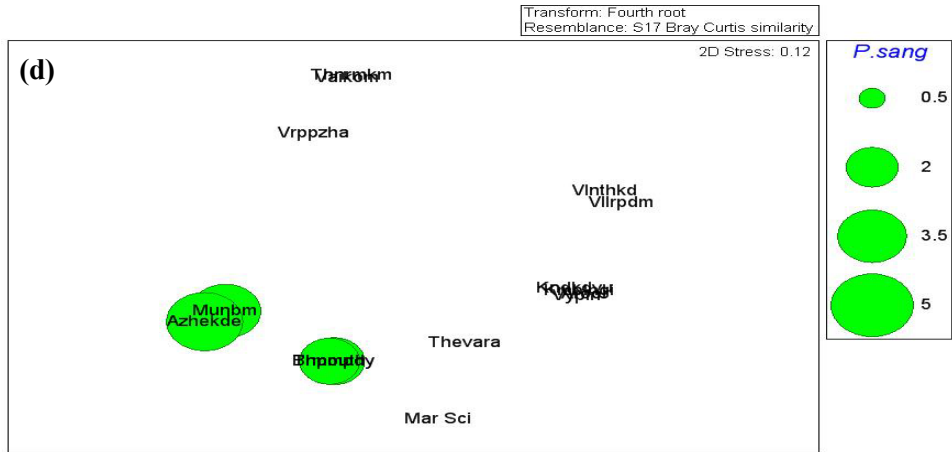 Transform: Fourth root
Resemblance: S17 Bray Curtis similarity
(d)
2D Stress: 0.12
P.sang
0.5
2
3.5
5
Vaikom
Vrppzha
Vlnthkd
Vllrpdm
Munbm
Azhekde
Vypin
Thevara
Mar Sci